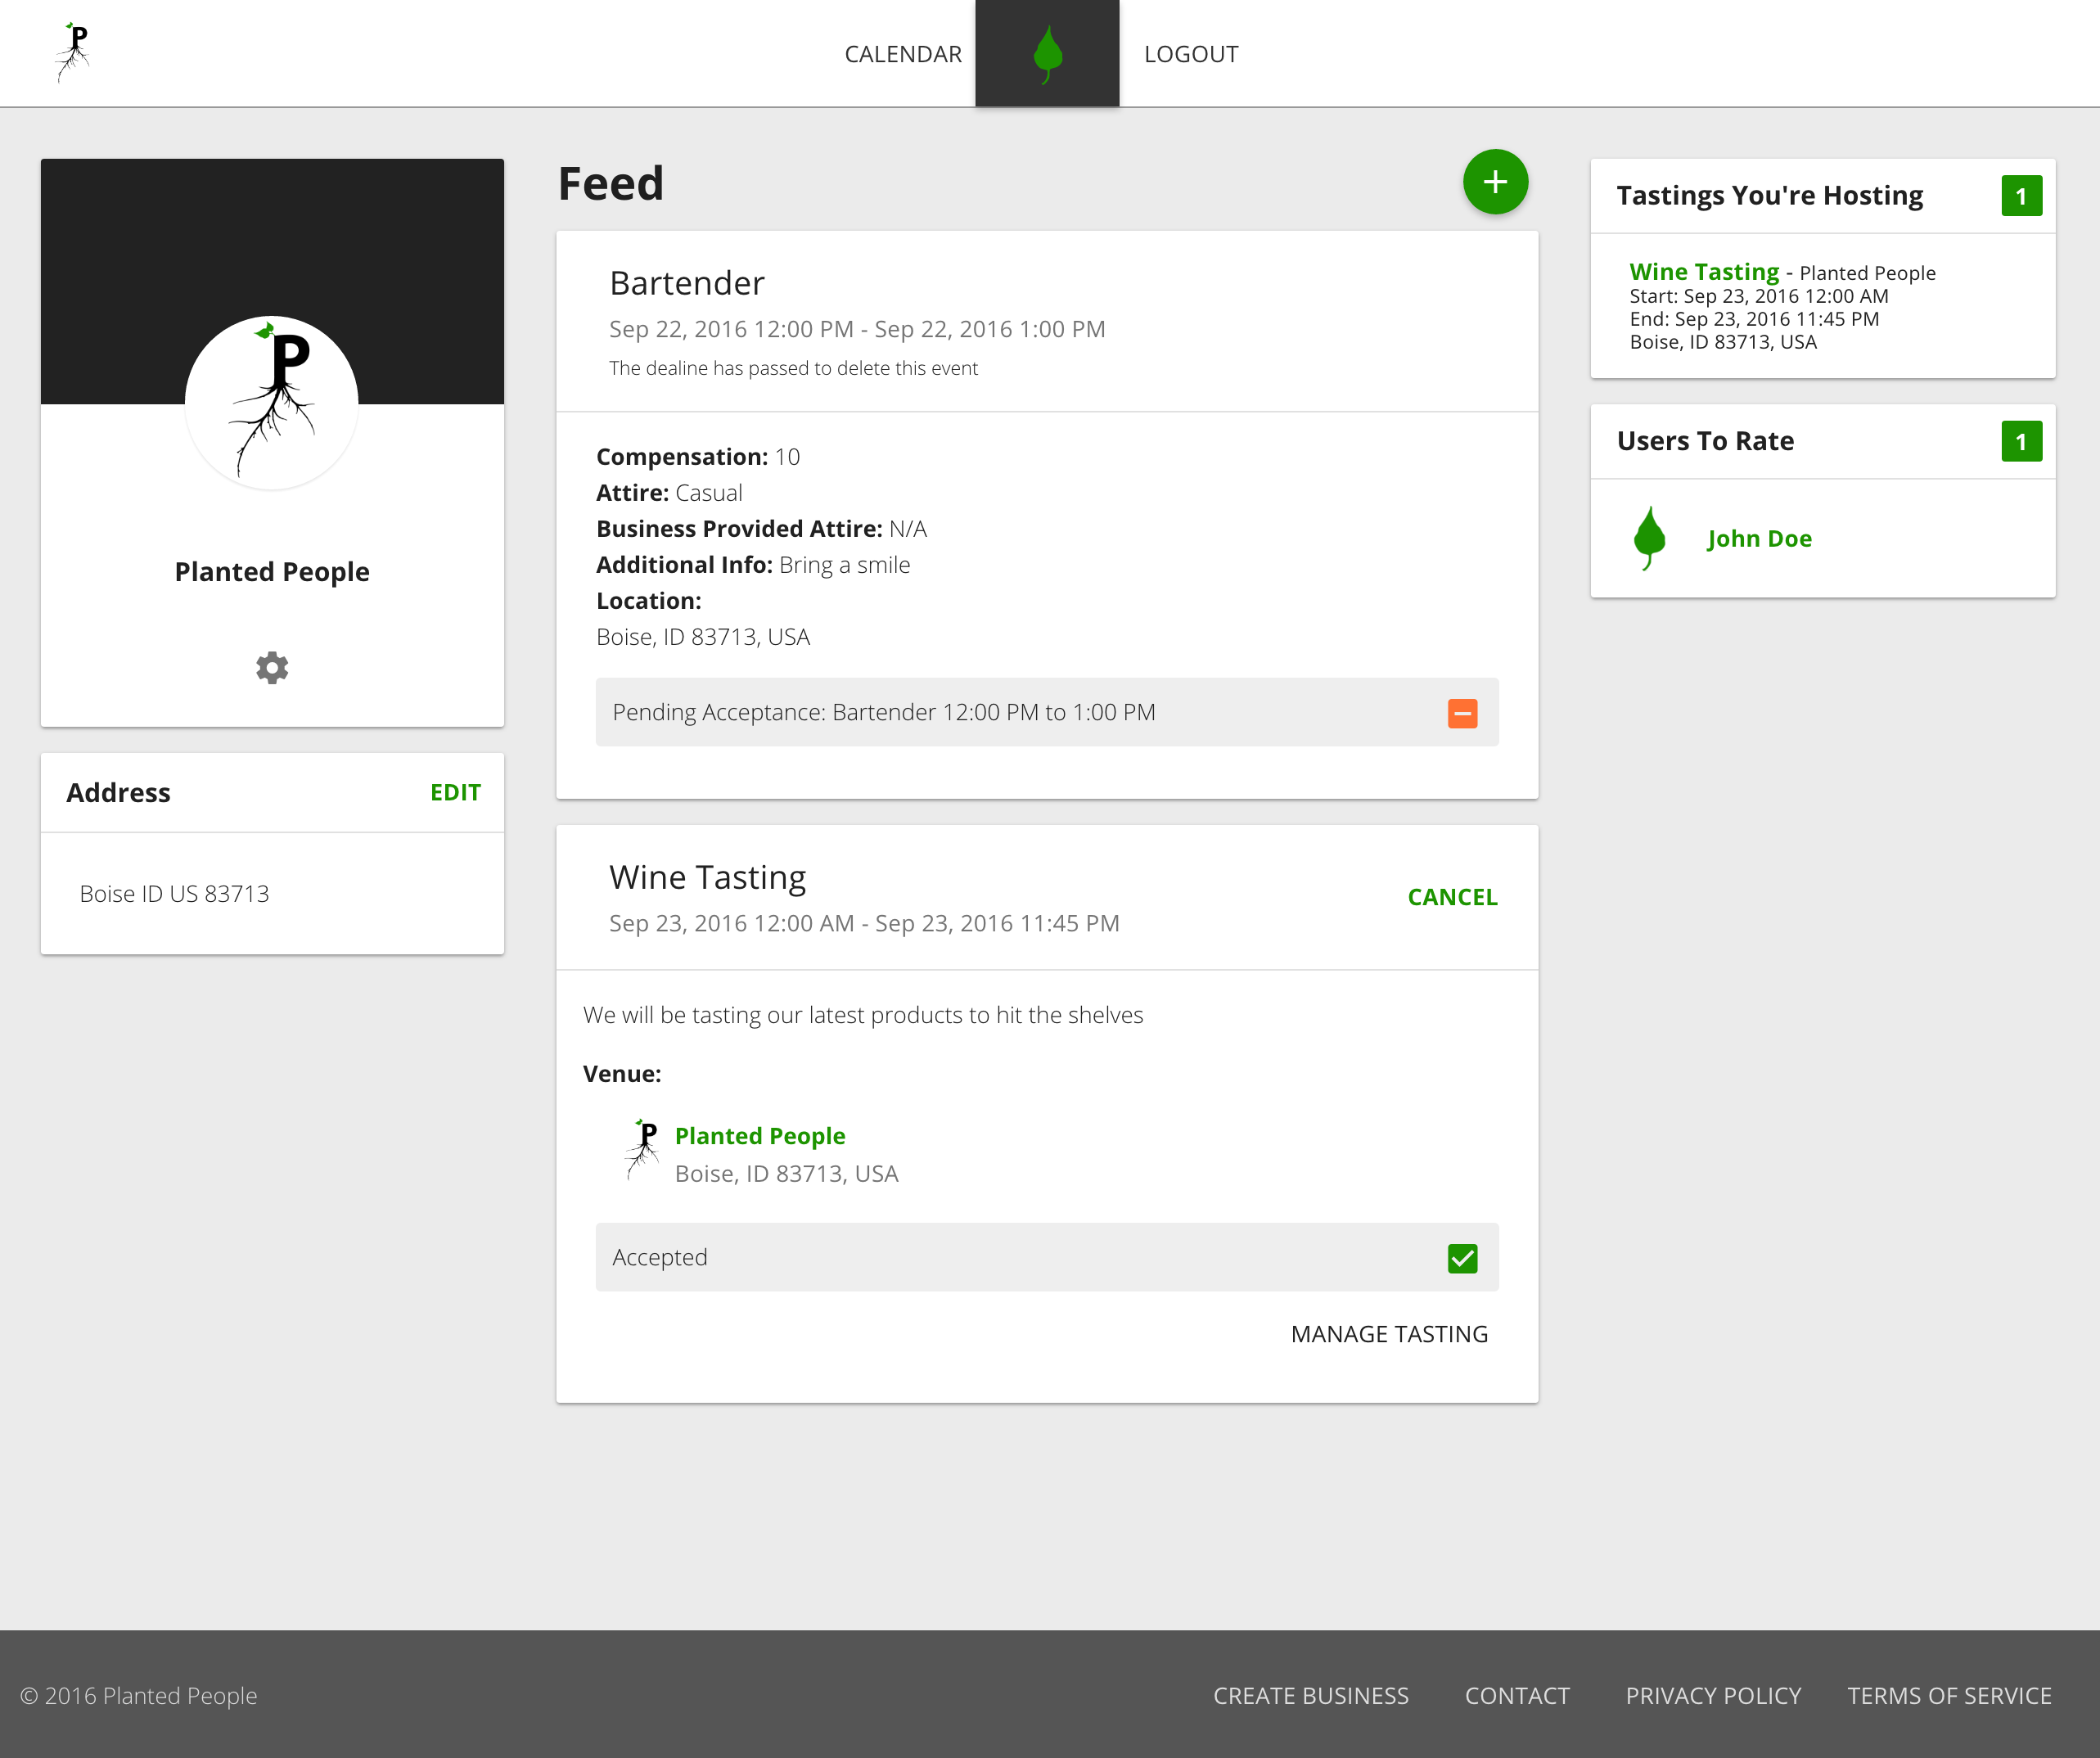 P
CALENDAR
LOGOUT
P
Planted People
Address
EDIT
Boise ID US 83713
Feed
Bartender
Sep 22, 2016 12:00 PM - Sep 22, 2016 1:00 PM
The dealine has passed to delete this event
Compensation: 10
Attire: Casual
Business Provided Attire: N/A
Additional Info: Bring a smile
Location:
Boise, ID 83713, USA
Pending Acceptance: Bartender 12:00 PM to 1:00 PM
Wine Tasting
CANCEL
Sep 23, 2016 12:00 AM - Sep 23, 2016 11:45 PM
We will be tasting our latest products to hit the shelves
Venue:
P
Planted People
Boise, ID 83713, USA
Accepted
MANAGE TASTING
Tastings You're Hosting
1
Wine Tasting - Planted People
Start: Sep 23, 2016 12:00 AM
End: Sep 23, 2016 11:45 PM
Boise, ID 83713, USA
Users To Rate
1
John Doe
© 2016 Planted People
CREATE BUSINESS
CONTACT
PRIVACY POLICY
TERMS OF SERVICE